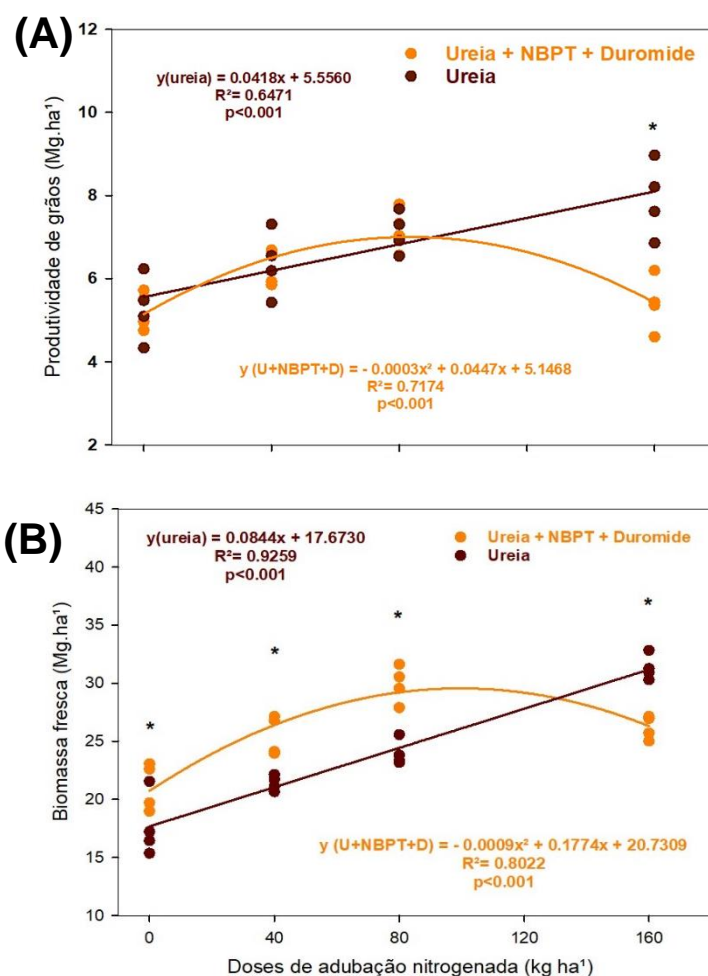 (A)
12
10
8
6
4
2
Produtividade de grãos (Mg.ha¹)
Ureia + NBPT + Duromide
Ureia
y(ureia) = 0.0418x + 5.5560
R²= 0.6471
p<0.001
*
y (U+NBPT+D) = - 0.0003x² + 0.0447x + 5.1468
R²= 0.7174
p<0.001
(B)
45
40
35
30
25
20
15
10
Biomassa fresca (Mg.ha¹)
y(ureia) = 0.0844x + 17.6730
R²= 0.9259
p<0.001
Ureia + NBPT + Duromide
Ureia
* * * *
y (U+NBPT+D) = - 0.0009x² + 0.1774x + 20.7309
R²= 0.8022
p<0.001
0 40 80 120 160
Doses de adubação nitrogenada (kg ha¹)